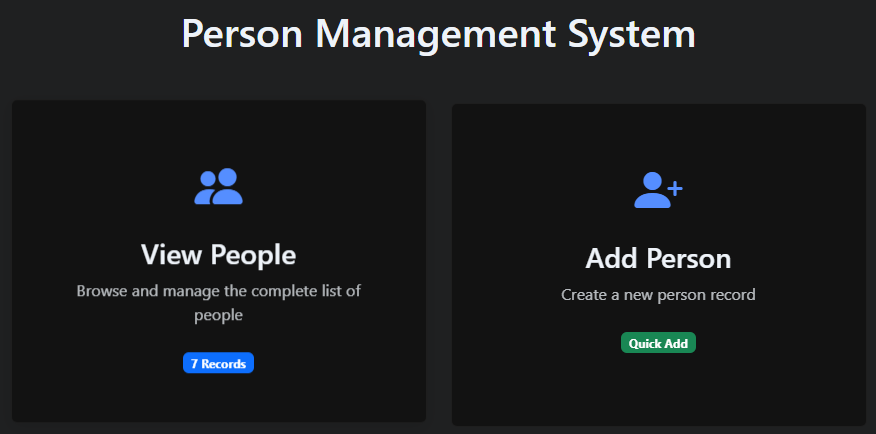 Person Management System
View People
Browse and manage the complete list of
people
7 Records
Add Person
Create a new person record
Quick Add